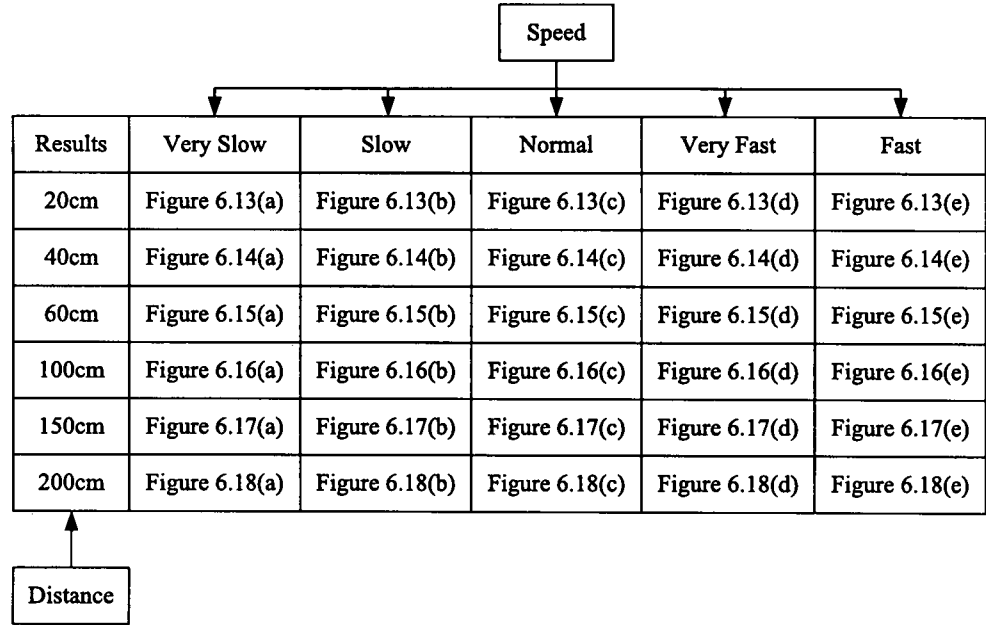 Speed
Results Very Slow Slow Normal Very Fast Fast
20cm Figure 6.13(a) Figure 6.13(b) Figure 6.13(c) Figure 6.13(d) Figure 6.13(e)
40cm Figure 6.14(a) Figure 6.14(b) Figure 6.14(c) Figure 6.14(d) Figure 6.14(e)
60cm Figure 6.15(a) Figure 6.15(b) Figure 6.15(c) Figure 6.15(d) Figure 6.15(e)
100cm Figure 6.16(a) Figure 6.16(b) Figure 6.16(c) Figure 6.16(d) Figure 6.16(e)
150cm Figure 6.17(a) Figure 6.17(b) Figure 6.17(c) Figure 6.17(d) Figure 6.17(e)
200cm Figure 6.18(a) Figure 6.18(b) Figure 6.18(c) Figure 6.18(d) Figure 6.18(e)
Distance